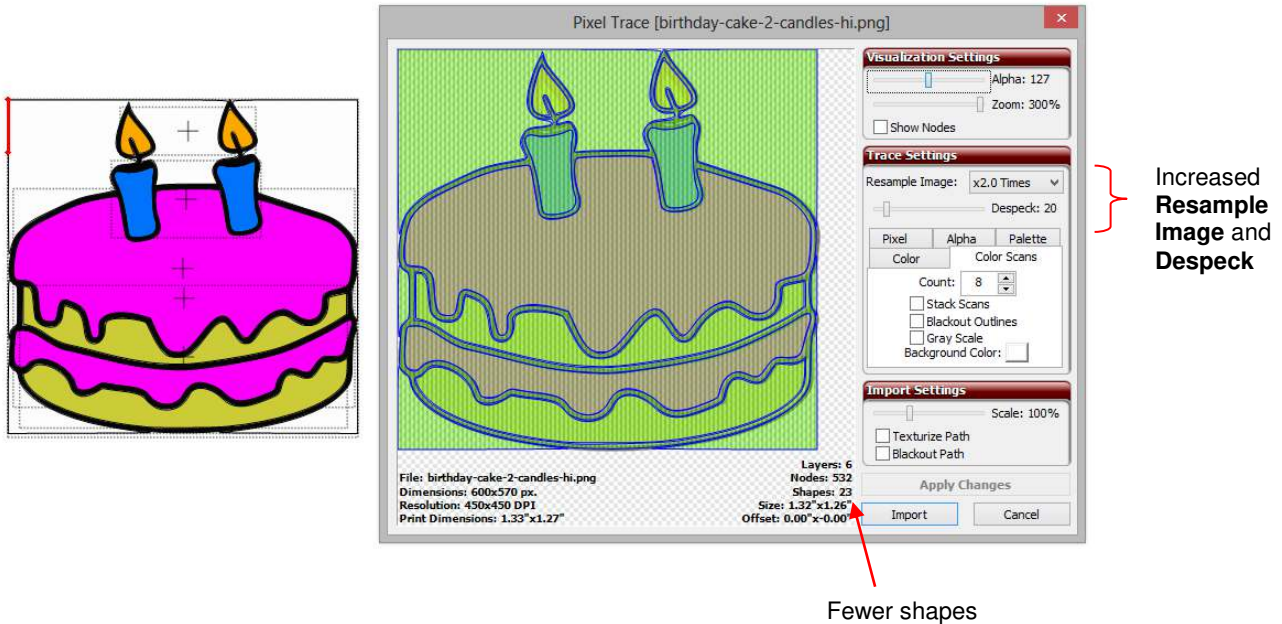 Pixel Trace [birthday-cake-2-candles-hi.png]
Visualization Settings
Alpha: 127
Zoom: 300%
Show Nodes
Trace Settings
Resample Image: x2.0 Times
Despeck: 20
Pixel Alpha Palette
Color Color Scans
Count: 8
Stack Scans
Blackout Outlines
Gray Scale
Background Color:
Import Settings
Scale: 100%
Texturize Path
Blackout Path
Apply Changes
Import Cancel
Layers: 6
File: birthday-cake-2-candles-hi.png Nodes: 532
Dimensions: 600x570 px. Shapes: 23
Resolution: 450x450 DPI Size: 1.32"x1.26"
Print Dimensions: 1.33"x1.27" Offset: 0.00"x-0.00"
Increased
Resample
Image and
Despeck
Fewer shapes